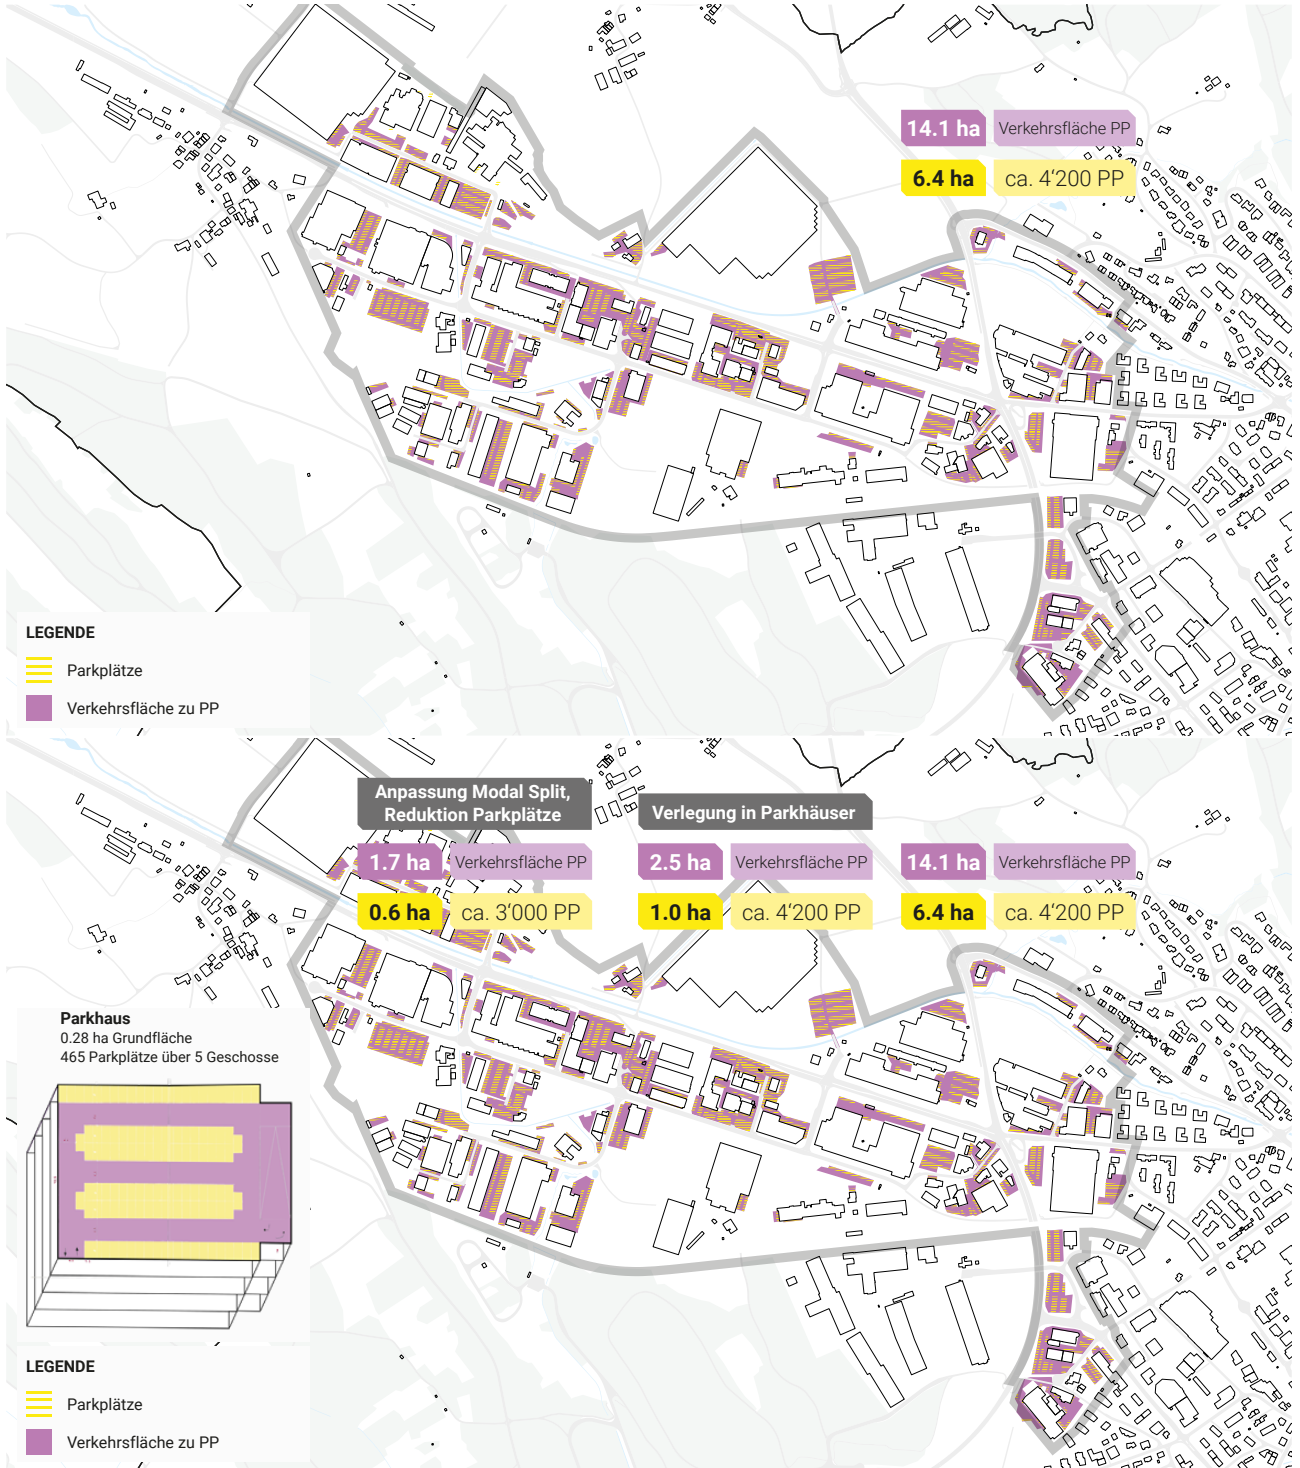 14.1 ha Verkehrsfläche PP
6.4 ha ca. 4‘200 PP
LEGENDE
Parkplätze
Verkehrsfläche zu PP
Anpassung Modal Split,
Reduktion Parkplätze
1.7 ha Verkehrsfläche PP
0.6 ha ca. 3‘000 PP
Verlegung in Parkhäuser
2.5 ha Verkehrsfläche PP
1.0 ha ca. 4‘200 PP
14.1 ha Verkehrsfläche PP
6.4 ha ca. 4‘200 PP
Parkhaus
0.28 ha Grundfläche
465 Parkplätze über 5 Geschosse
LEGENDE
Parkplätze
Verkehrsfläche zu PP